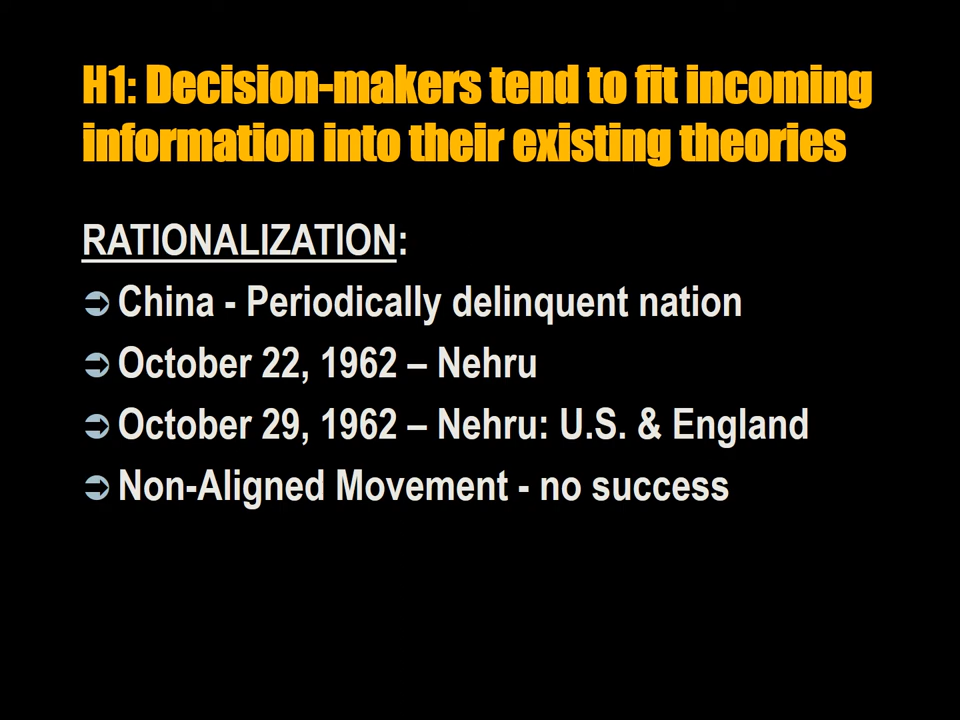 H1: Decision-makers tend to fit incoming
information into their existing theories
RATIONALIZATION:
➲ China - Periodically delinquent nation
➲ October 22, 1962 – Nehru
➲ October 29, 1962 – Nehru: U.S. & England
➲ Non-Aligned Movement - no success